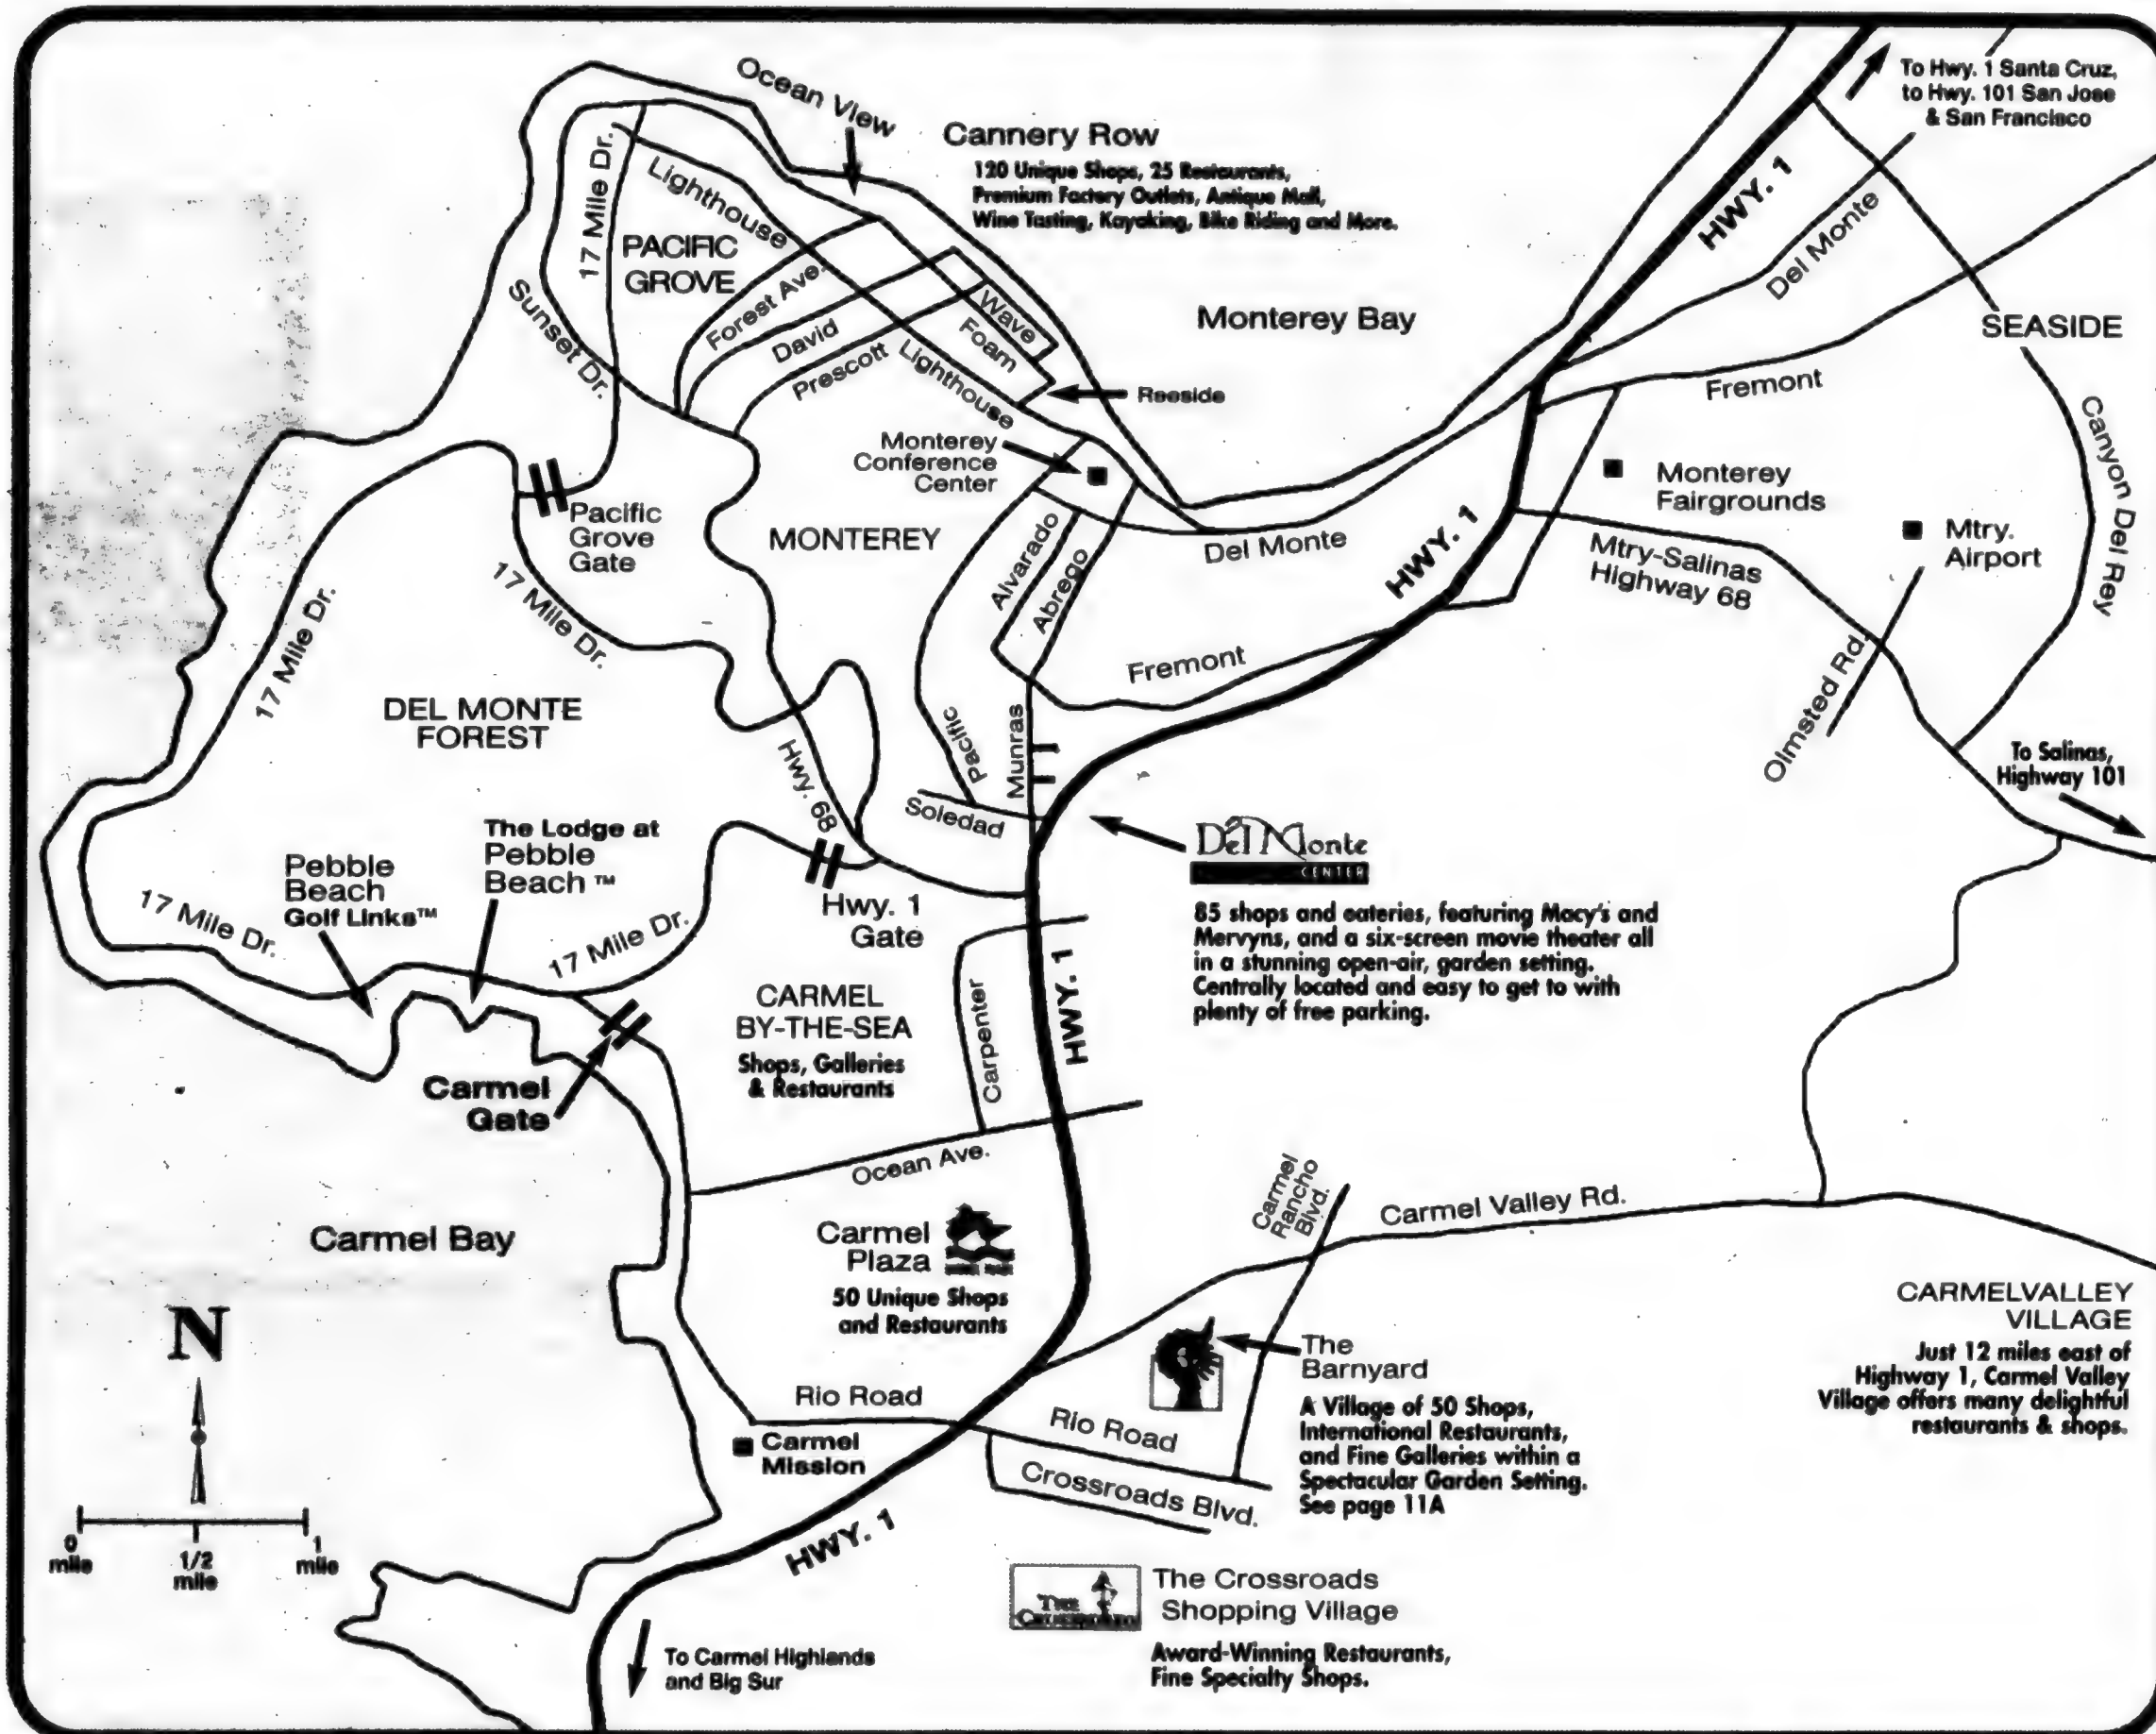 Ocean View
Cannery Row
120 Unique Shops, 25 Restaurants,
Premium Factory Outlets, Antique Mall,
Wine Tasting, Kayaking, Bike Riding and More.
To Hwy. 1 Santa Cruz,
to Hwy. 101 San Jose
& San Francisco
HWY. 1
Del Monte
17 Mile Dr.
Lighthouse
PACIFIC
GROVE
Sunset Dr.
Forest Ave.
David
Prescott
Lighthouse
Wave
Foam
Reeside
Monterey Bay
SEASIDE
Fremont
Canyon Del Rey
Monterey
Conference
Center
Monterey
Fairgrounds
Mtry.
Airport
Pacific
Grove
Gate
MONTEREY
Alvarado
Abrego
Del Monte
HWY. 1
Mtry-Salinas
Highway 68
17 Mile Dr.
17 Mile Dr.
Fremont
Olmsted Rd.
DEL MONTE
FOREST
Hwy. 68
Pacific
Munras
Soledad
To Salinas,
Highway 101
The Lodge at
Pebble
Beach™
Pebble
Beach
Golf Links™
17 Mile Dr.
17 Mile Dr.
Hwy. 1
Gate
Del Monte
CENTER
85 shops and eateries, featuring Macy's and
Mervyns, and a six-screen movie theater all
in a stunning open-air, garden setting.
Centrally located and easy to get to with
plenty of free parking.
CARMEL
BY-THE-SEA
Shops, Galleries
& Restaurants
Carpenter
HWY. 1
Carmel
Gate
Ocean Ave.
Carmel
Rancho
Blvd.
Carmel Valley Rd.
Carmel Bay
Carmel
Plaza
50 Unique Shops
and Restaurants
CARMELVALLEY
VILLAGE
Just 12 miles east of
Highway 1, Carmel Valley
Village offers many delightful
restaurants & shops.
N
The
Barnyard
A Village of 50 Shops,
International Restaurants,
and Fine Galleries within a
Spectacular Garden Setting.
See page 11A
Rio Road
Rio Road
Carmel
Mission
Crossroads Blvd.
HWY. 1
0
mile
1/2
mile
1
mile
The Crossroads
Shopping Village
Award-Winning Restaurants,
Fine Specialty Shops.
To Carmel Highlands
and Big Sur